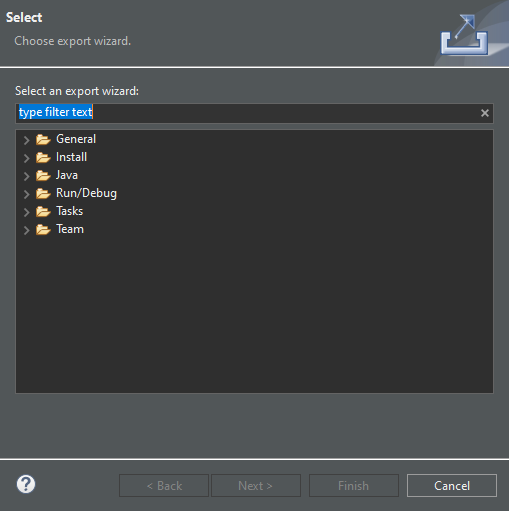 Select
Choose export wizard.
Select an export wizard:
type filter text
General
Install
Java
Run/Debug
Tasks
Team
?
< Back
Next >
Finish
Cancel